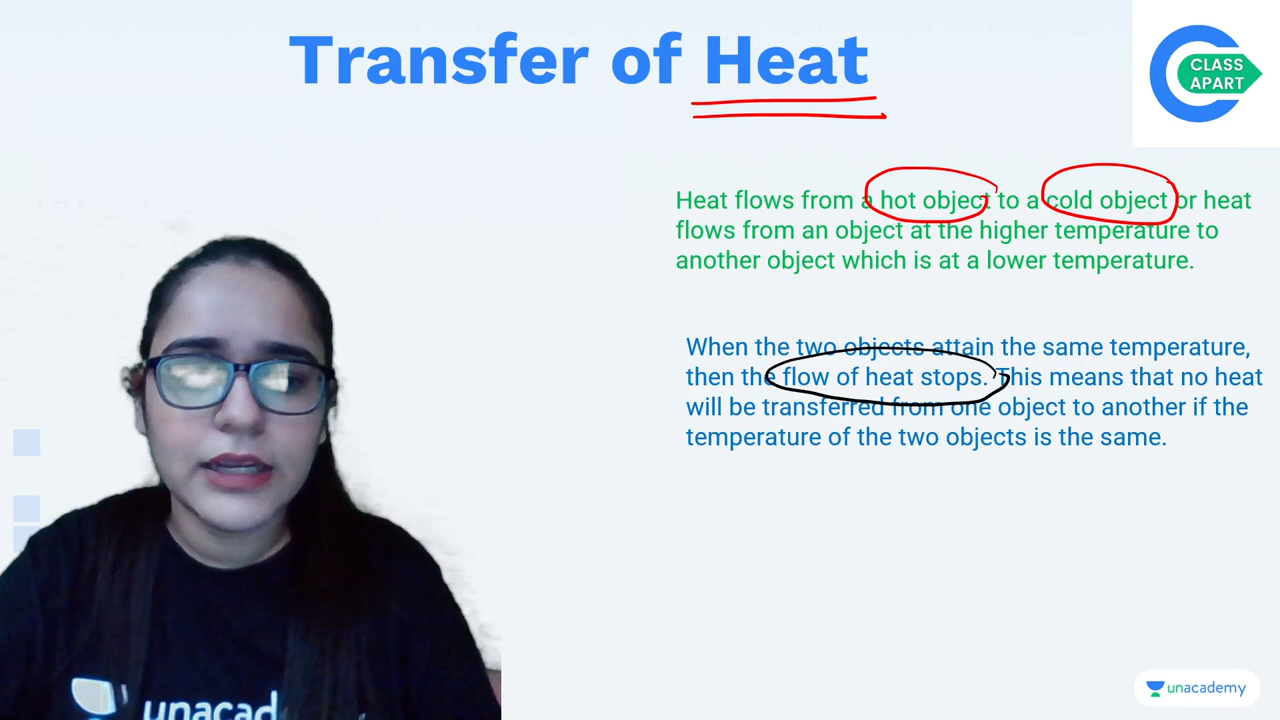 Transfer of Heat
CLASS
APART
Heat flows from a hot object to a cold object or heat
flows from an object at the higher temperature to
another object which is at a lower temperature.
When the two objects attain the same temperature,
then the flow of heat stops. This means that no heat
will be transferred from one object to another if the
temperature of the two objects is the same.
unacad
unacademy